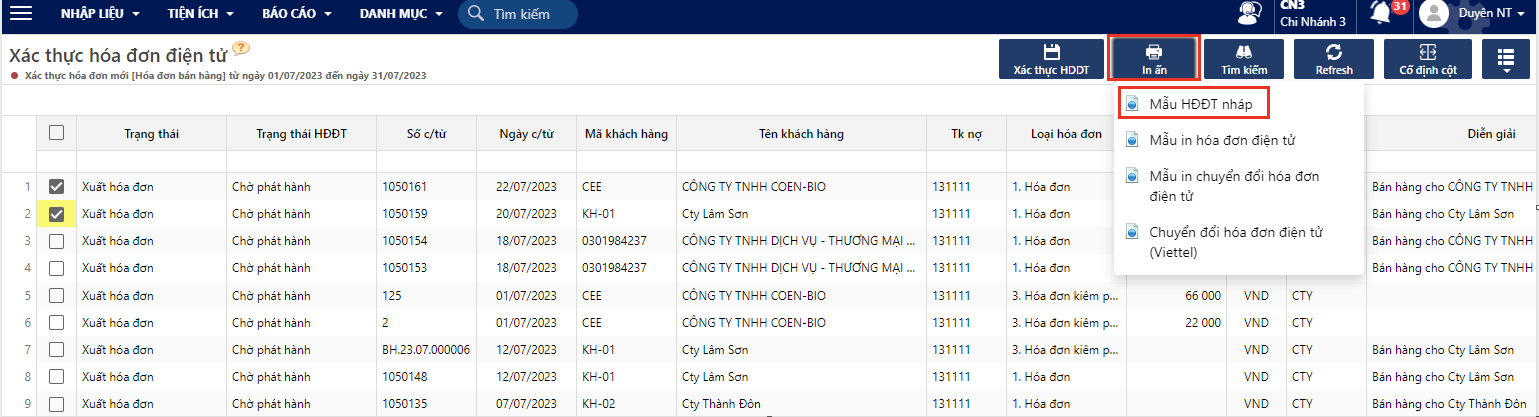 NHẬP LIỆU TIỆN ÍCH BÁO CÁO DANH MỤC Tìm kiếm CN3 Chi Nhánh 3 31 Duyên NT
Xác thực hóa đơn điện tử ?
Xác thực hóa đơn mới [Hóa đơn bán hàng] từ ngày 01/07/2023 đến ngày 31/07/2023
Xác thực HDDT In ấn Tìm kiếm Refresh Cố định cột
Mẫu HĐĐT nháp
Mẫu in hóa đơn điện tử
Mẫu in chuyển đổi hóa đơn
điện tử
Chuyển đổi hóa đơn điện tử
(Viettel)
Trạng thái Trạng thái HĐĐT Số c/từ Ngày c/từ Mã khách hàng Tên khách hàng Tk nợ Loại hóa đơn Diễn giải
1 Xuất hóa đơn Chờ phát hành 1050161 22/07/2023 CEE CÔNG TY TNHH COEN-BIO 131111 1. Hóa đơn Bán hàng cho CÔNG TY TNHH
2 Xuất hóa đơn Chờ phát hành 1050159 20/07/2023 KH-01 Cty Lâm Sơn 131111 1. Hóa đơn Bán hàng cho Cty Lâm Sơn
3 Xuất hóa đơn Chờ phát hành 1050154 18/07/2023 0301984237 CÔNG TY TNHH DỊCH VỤ - THƯƠNG MẠI ... 131111 1. Hóa đơn Bán hàng cho CÔNG TY TNHH
4 Xuất hóa đơn Chờ phát hành 1050153 18/07/2023 0301984237 CÔNG TY TNHH DỊCH VỤ - THƯƠNG MẠI ... 131111 1. Hóa đơn Bán hàng cho CÔNG TY TNHH
5 Xuất hóa đơn Chờ phát hành 125 01/07/2023 CEE CÔNG TY TNHH COEN-BIO 131111 3. Hóa đơn kiêm p... 66 000 VND CTY
6 Xuất hóa đơn Chờ phát hành 2 01/07/2023 CEE CÔNG TY TNHH COEN-BIO 131111 3. Hóa đơn kiêm p... 22 000 VND CTY
7 Xuất hóa đơn Chờ phát hành BH.23.07.000006 12/07/2023 KH-01 Cty Lâm Sơn 131111 3. Hóa đơn kiêm p... VND CTY Bán hàng cho Cty Lâm Sơn
8 Xuất hóa đơn Chờ phát hành 1050148 12/07/2023 KH-01 Cty Lâm Sơn 131111 1. Hóa đơn VND CTY Bán hàng cho Cty Lâm Sơn
9 Xuất hóa đơn Chờ phát hành 1050135 07/07/2023 KH-02 Cty Thành Đôn 131111 1. Hóa đơn VND CTY Bán hàng cho Cty Thành Đôn